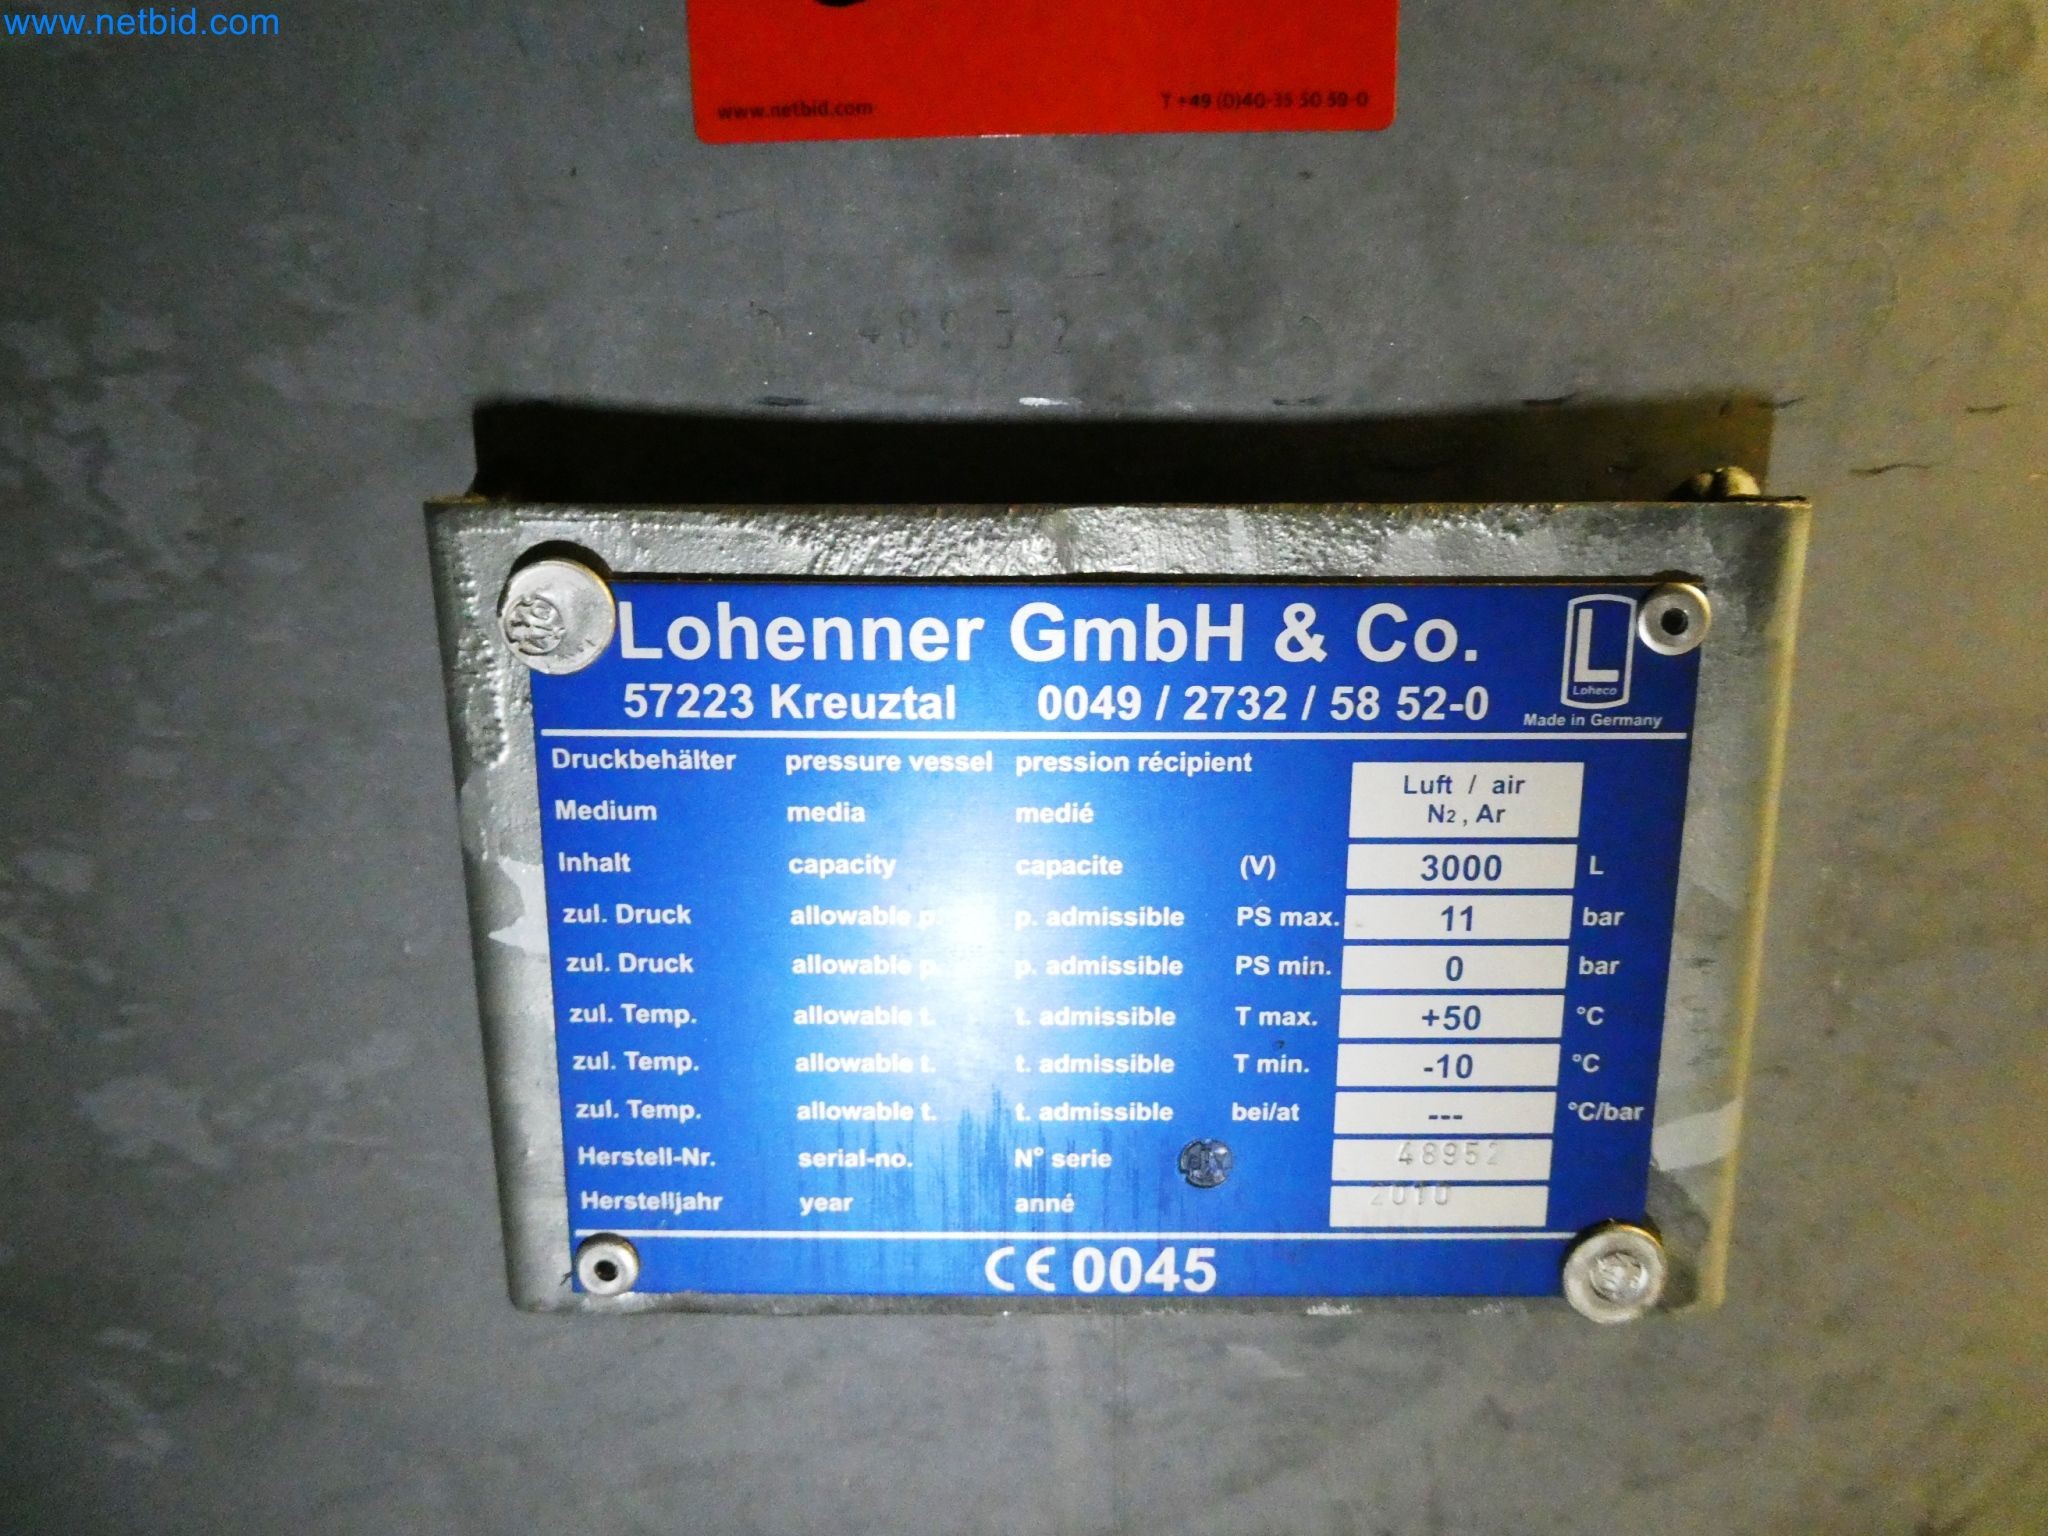 www.netbid.com
www.netbid.com T +49 (0)40-35 50 59-0
48952
Lohenner GmbH & Co.
L
Loheco
57223 Kreuztal 0049 / 2732 / 58 52-0
Made in Germany
Druckbehälter pressure vessel pression récipient
Medium media medié Luft / air
N2 , Ar
Inhalt capacity capacite (V) 3000 L
zul. Druck allowable p. p. admissible PS max. 11 bar
zul. Druck allowable p. p. admissible PS min. 0 bar
zul. Temp. allowable t. t. admissible T max. +50 °C
zul. Temp. allowable t. t. admissible T min. -10 °C
zul. Temp. allowable t. t. admissible bei/at --- °C/bar
Herstell-Nr. serial-no. N° serie 48952
Herstelljahr year anné 2010
CE 0045